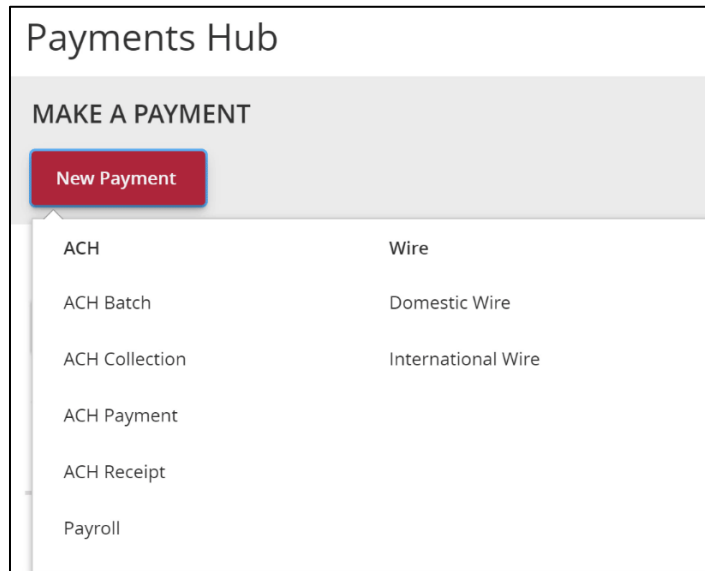 Payments Hub
MAKE A PAYMENT
New Payment
ACH
ACH Batch
ACH Collection
ACH Payment
ACH Receipt
Payroll
Wire
Domestic Wire
International Wire